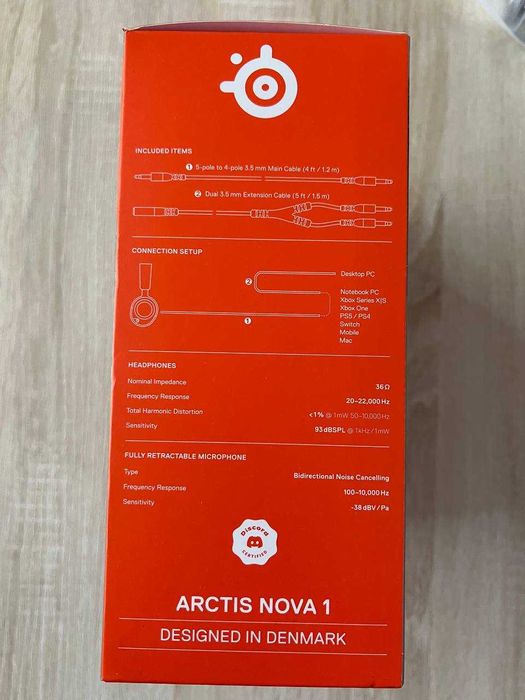 INCLUDED ITEMS
1 5-pole to 4-pole 3.5 mm Main Cable (4 ft / 1.2 m)
2 Dual 3.5 mm Extension Cable (5 ft / 1.5 m)
CONNECTION SETUP
2 Desktop PC
Notebook PC
Xbox Series X|S
Xbox One
1 PS5 / PS4
Switch
Mobile
Mac
HEADPHONES
Nominal Impedance 36 Ω
Frequency Response 20–22,000 Hz
Total Harmonic Distortion <1% @ 1mW 50-10,000Hz
Sensitivity 93 dBSPL @ 1kHz / 1mW
FULLY RETRACTABLE MICROPHONE
Type Bidirectional Noise Cancelling
Frequency Response 100–10,000 Hz
Sensitivity -38 dBV / Pa
Discord
CERTIFIED
ARCTIS NOVA 1
DESIGNED IN DENMARK